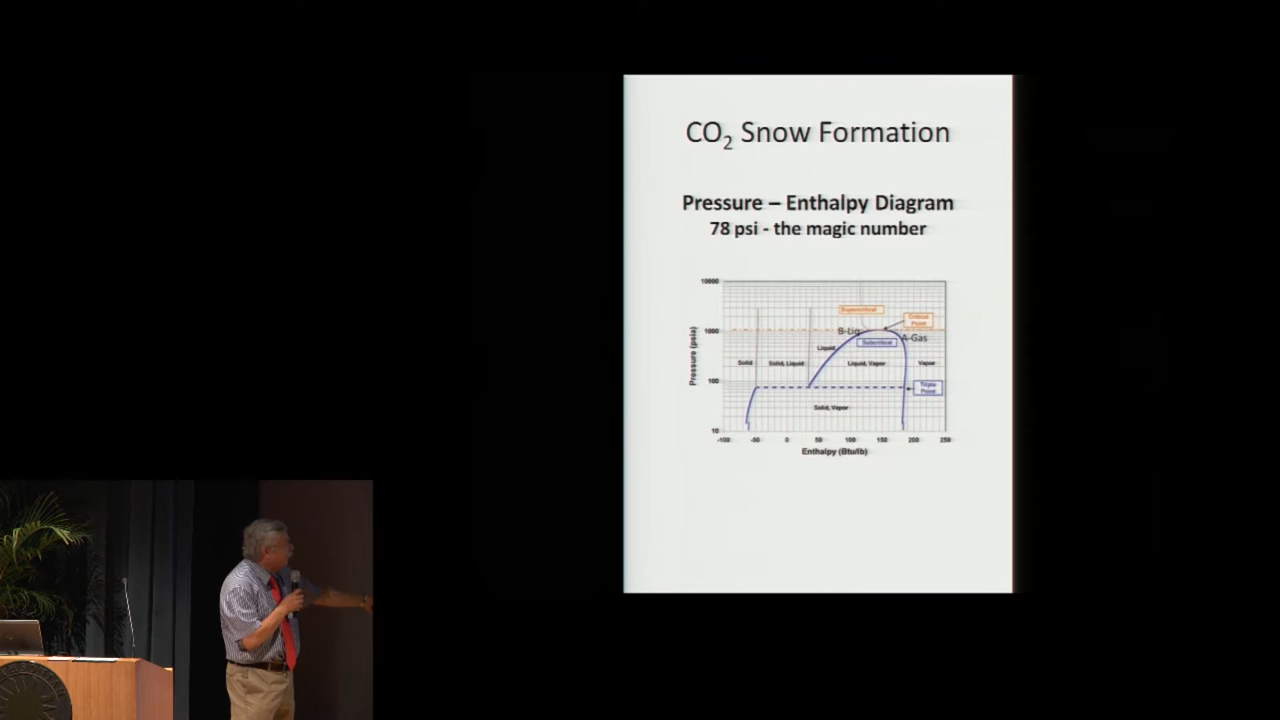 CO₂ Snow Formation
Pressure – Enthalpy Diagram
78 psi - the magic number
10000
1000
100
10
Pressure (psia)
Supercritical
Critical
Point
B-Liq
A-Gas
Subcritical
Liquid
Solid
Solid, Liquid
Liquid, Vapor
Vapor
Triple
Point
Solid, Vapor
-100 -50 0 50 100 150 200 250
Enthalpy (Btu/lb)